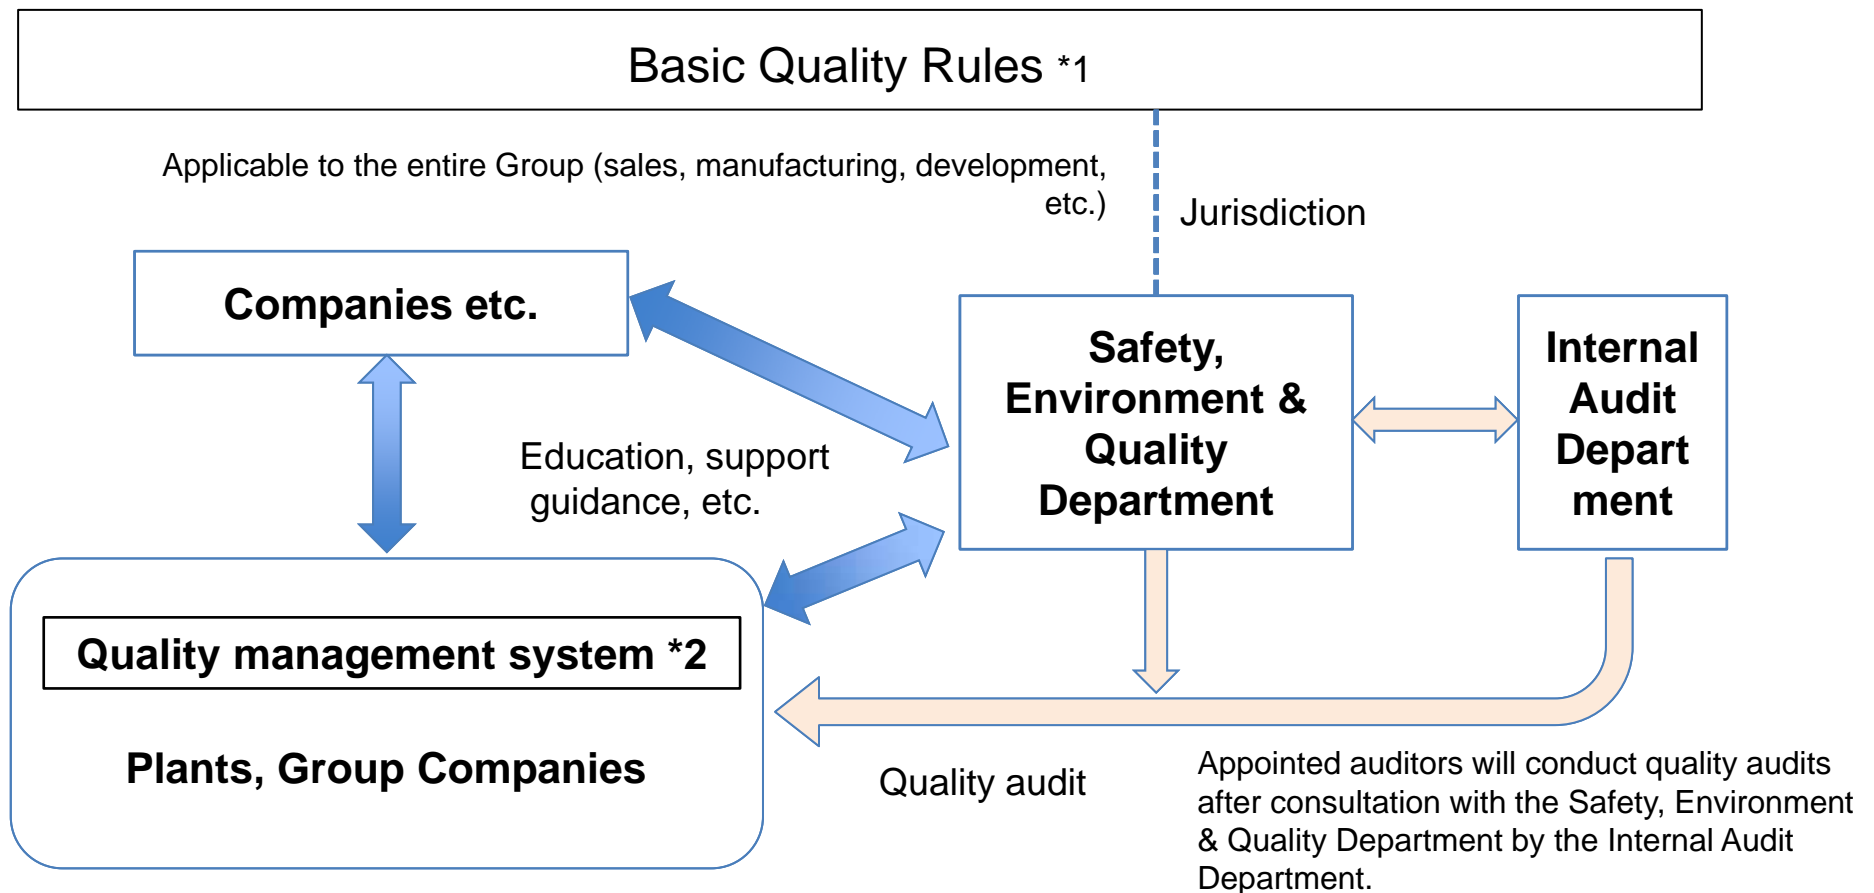 Basic Quality Rules *1
Applicable to the entire Group (sales, manufacturing, development,
etc.)
Jurisdiction
Companies etc.
Safety,
Environment &
Quality
Department
Internal
Audit
Depart
ment
Education, support
guidance, etc.
Quality management system *2
Plants, Group Companies
Quality audit
Appointed auditors will conduct quality audits
after consultation with the Safety, Environment
& Quality Department by the Internal Audit
Department.